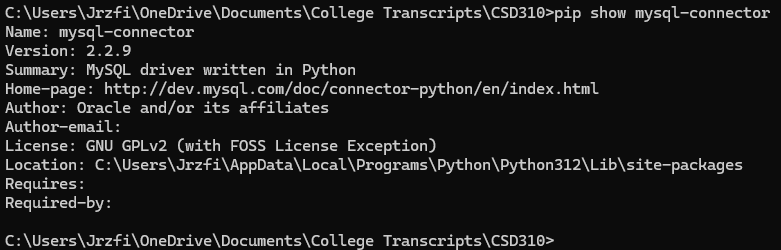 C:\Users\Jrzfi\OneDrive\Documents\College Transcripts\CSD310>pip show mysql-connector
Name: mysql-connector
Version: 2.2.9
Summary: MySQL driver written in Python
Home-page: http://dev.mysql.com/doc/connector-python/en/index.html
Author: Oracle and/or its affiliates
Author-email:
License: GNU GPLv2 (with FOSS License Exception)
Location: C:\Users\Jrzfi\AppData\Local\Programs\Python\Python312\Lib\site-packages
Requires:
Required-by:
C:\Users\Jrzfi\OneDrive\Documents\College Transcripts\CSD310>